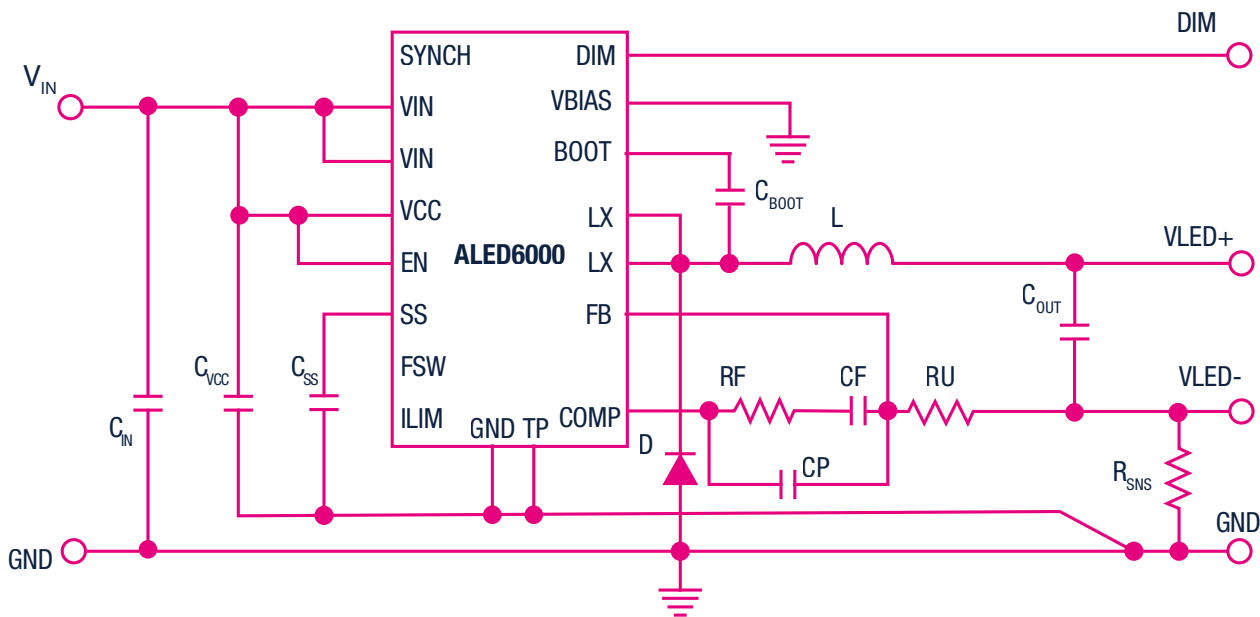 DIM
SYNCH DIM
V_IN
VIN VBIAS
VIN BOOT
C_BOOT
VCC LX L
VLED+
EN ALED6000 LX
C_OUT
SS FB
C_VCC C_SS FSW RF CF RU VLED-
ILIM COMP
C_IN GND TP D CP R_SNS
GND GND